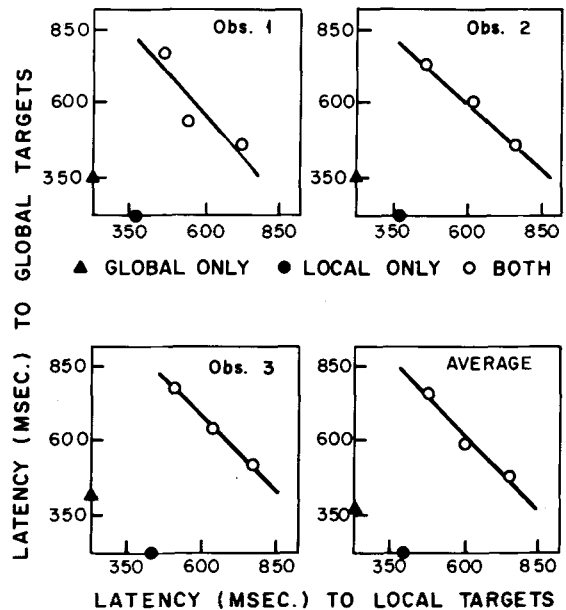 LATENCY (MSEC.) TO GLOBAL TARGETS
Obs. 1
850
600
350
350 600 850
Obs. 2
850
600
350
350 600 850
▲ GLOBAL ONLY ● LOCAL ONLY ○ BOTH
Obs. 3
850
600
350
350 600 850
AVERAGE
850
600
350
350 600 850
LATENCY (MSEC.) TO LOCAL TARGETS